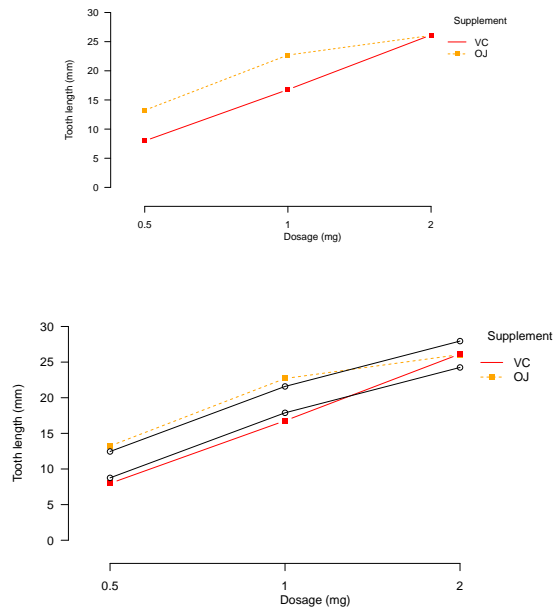 Supplement
VC
OJ
Tooth length (mm)
30
25
20
15
10
5
0
0.5 1 2
Dosage (mg)
Supplement
VC
OJ
Tooth length (mm)
30
25
20
15
10
5
0
0.5 1 2
Dosage (mg)